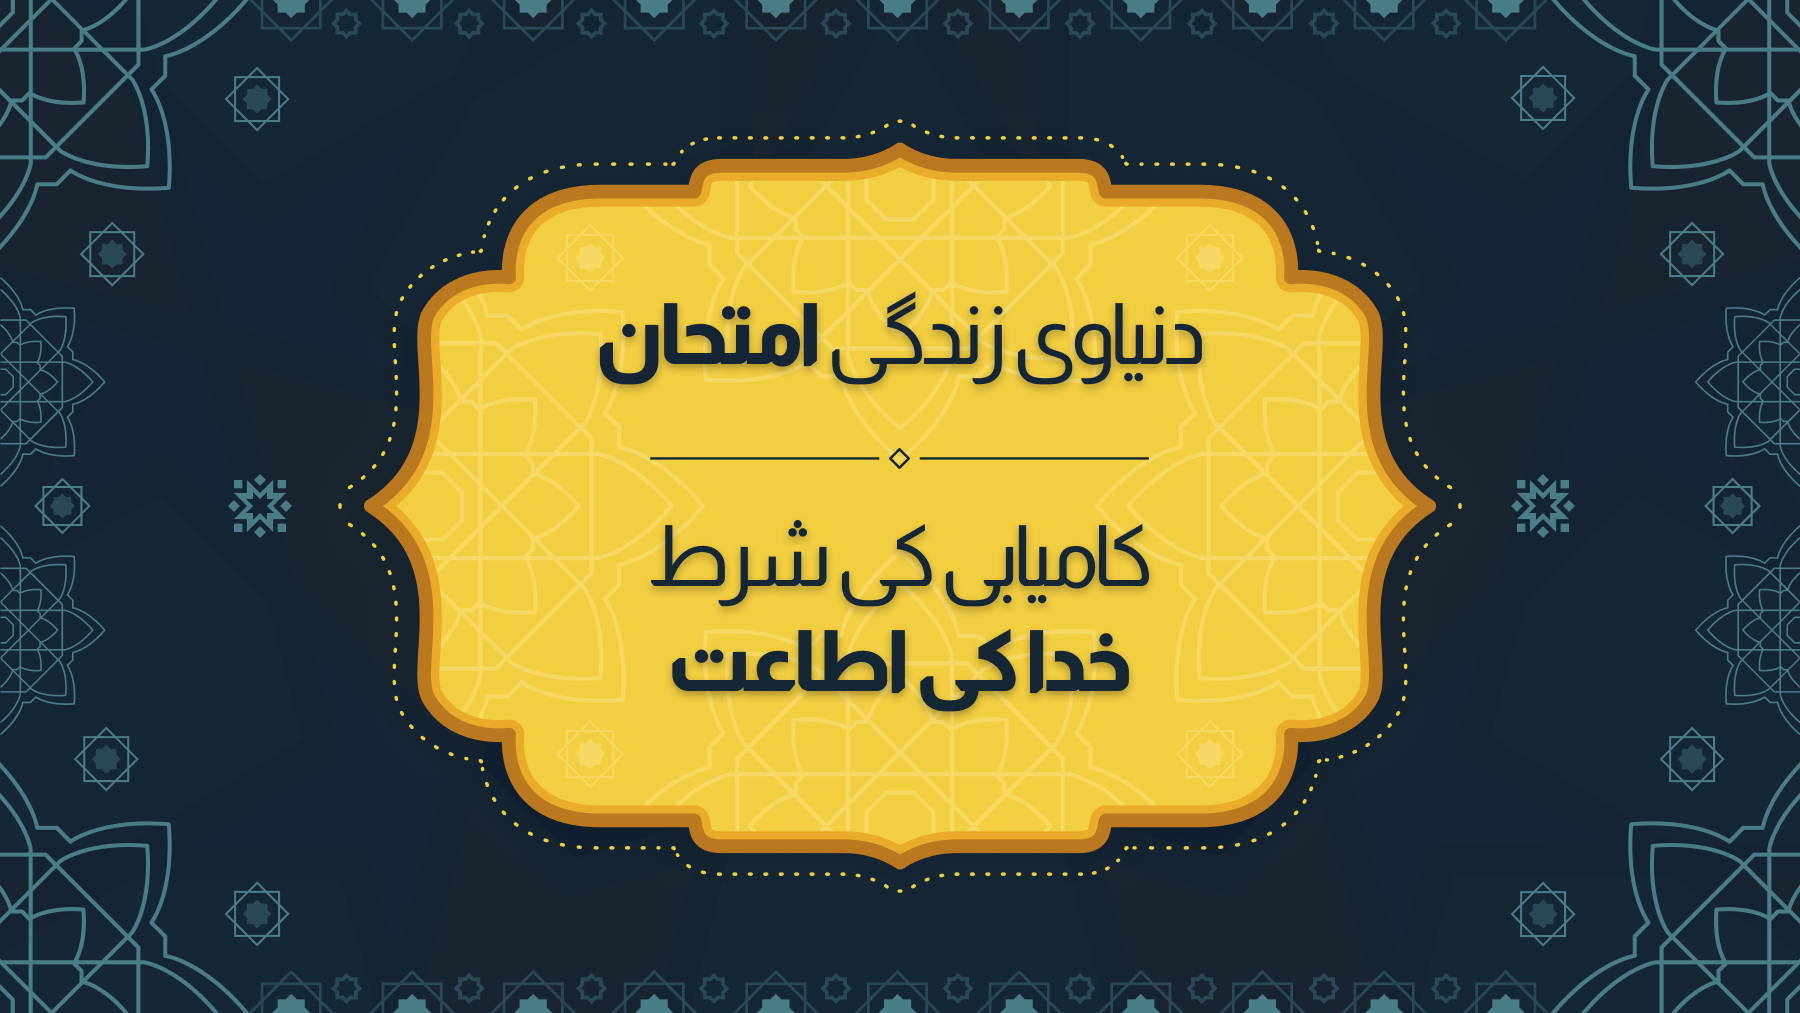 دنیاوی زندگی امتحان
کامیابی کی شرط
خدا کی اطاعت